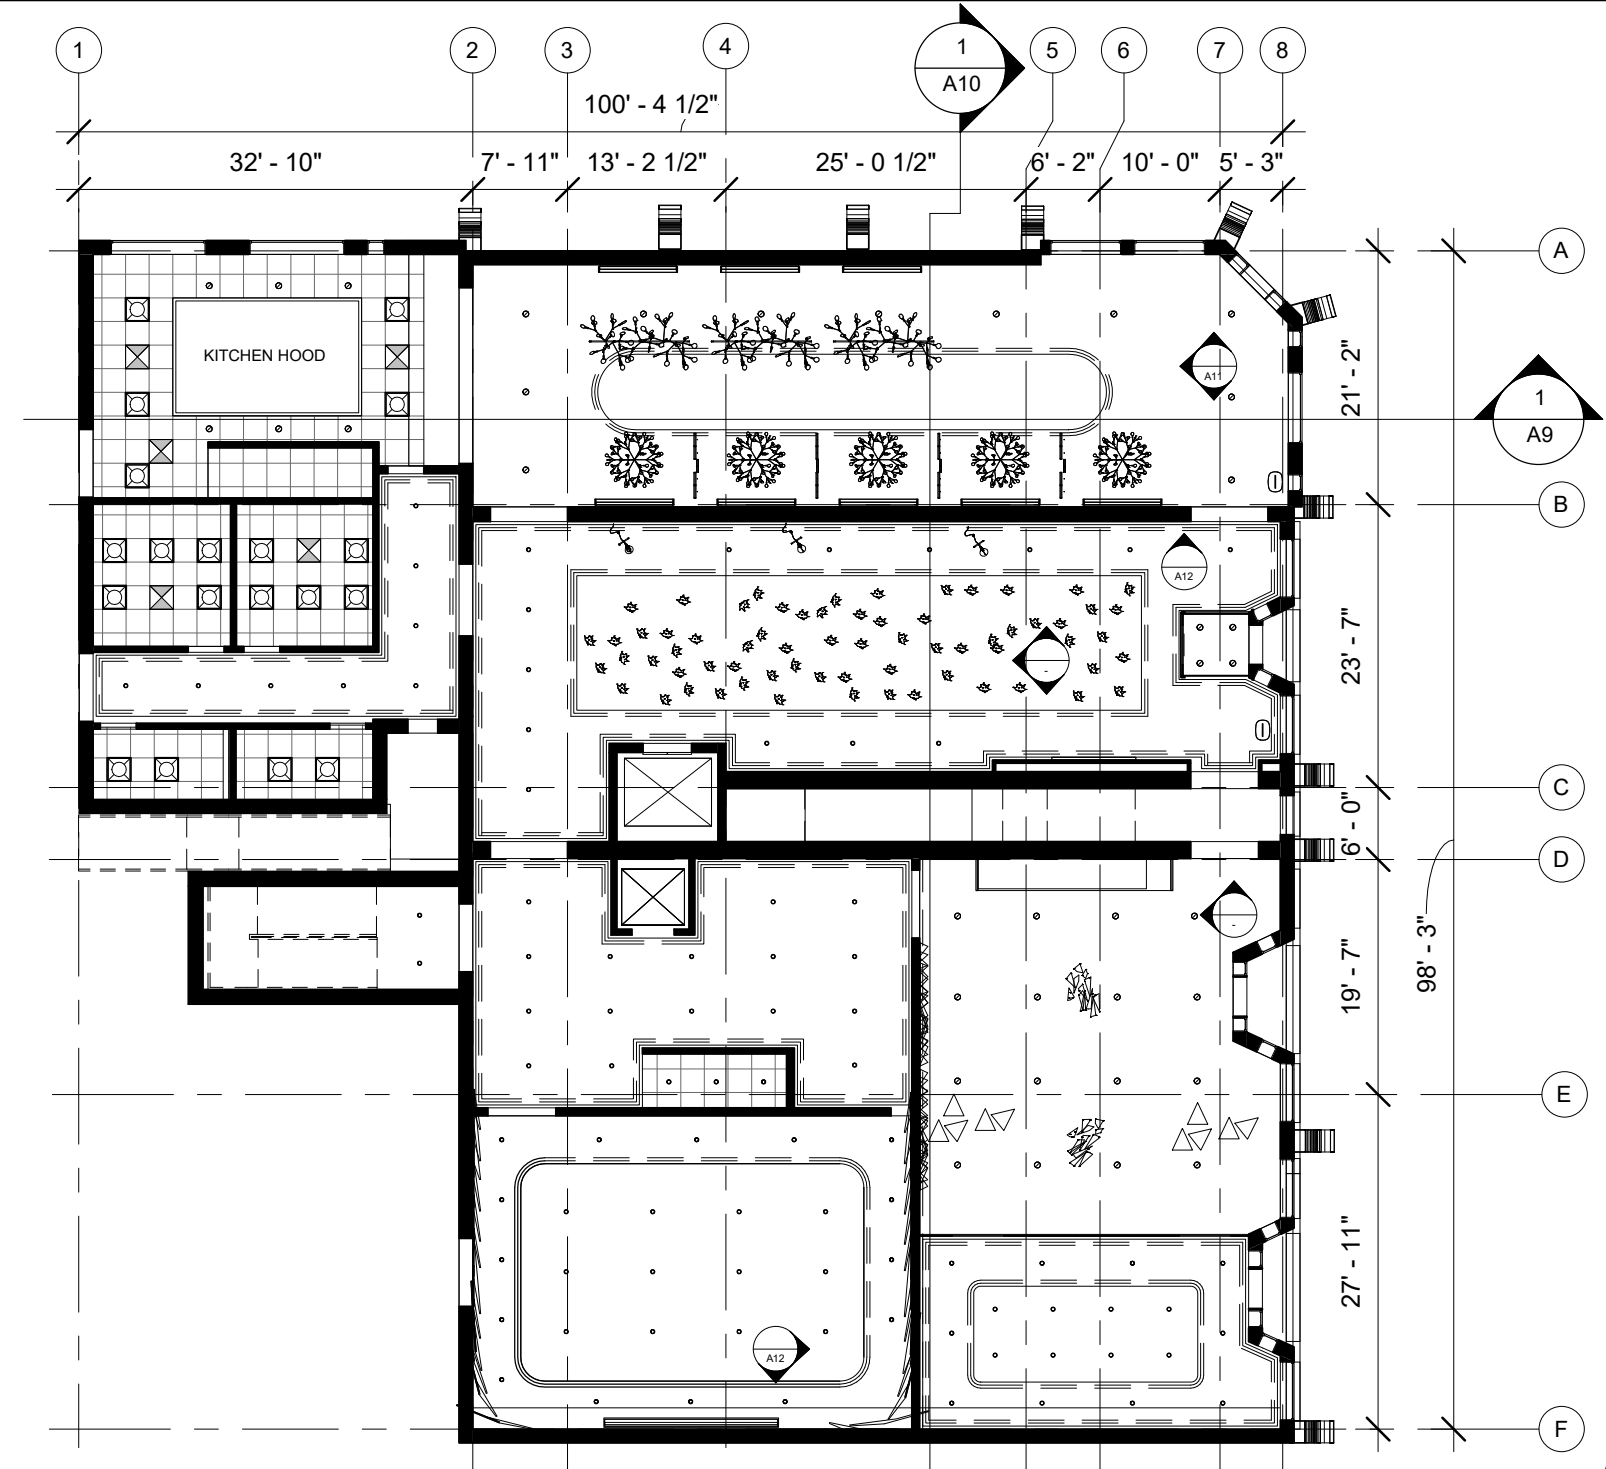 1
2
3
4
1
A10
5
6
7
8
100' - 4 1/2"
32' - 10"
7' - 11"
13' - 2 1/2"
25' - 0 1/2"
6' - 2"
10' - 0"
5' - 3"
A
KITCHEN HOOD
A11
21' - 2"
1
A9
B
A12
23' - 7"
-
C
6' - 0"
D
-
98' - 3"
19' - 7"
E
27' - 11"
A12
F